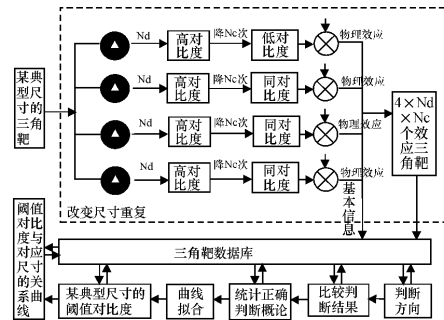 某典
型尺
寸的
三角
靶
Nd
高对
比度
降Nc次
低对
比度
物理效应
Nd
高对
比度
降Nc次
同对
比度
物理效应
Nd
高对
比度
降Nc次
同对
比度
物理效应
Nd
高对
比度
降Nc次
同对
比度
物理效应
4×Nd
×Nc
个效
应三
角靶
改变尺寸重复
基本信息
阈值
对比
度与
对应
尺寸
的关
系曲
线
三角靶数据库
某典型尺寸的
阈值对比度
曲线
拟合
统计正确
判断概论
比较判
断结果
判断
方向